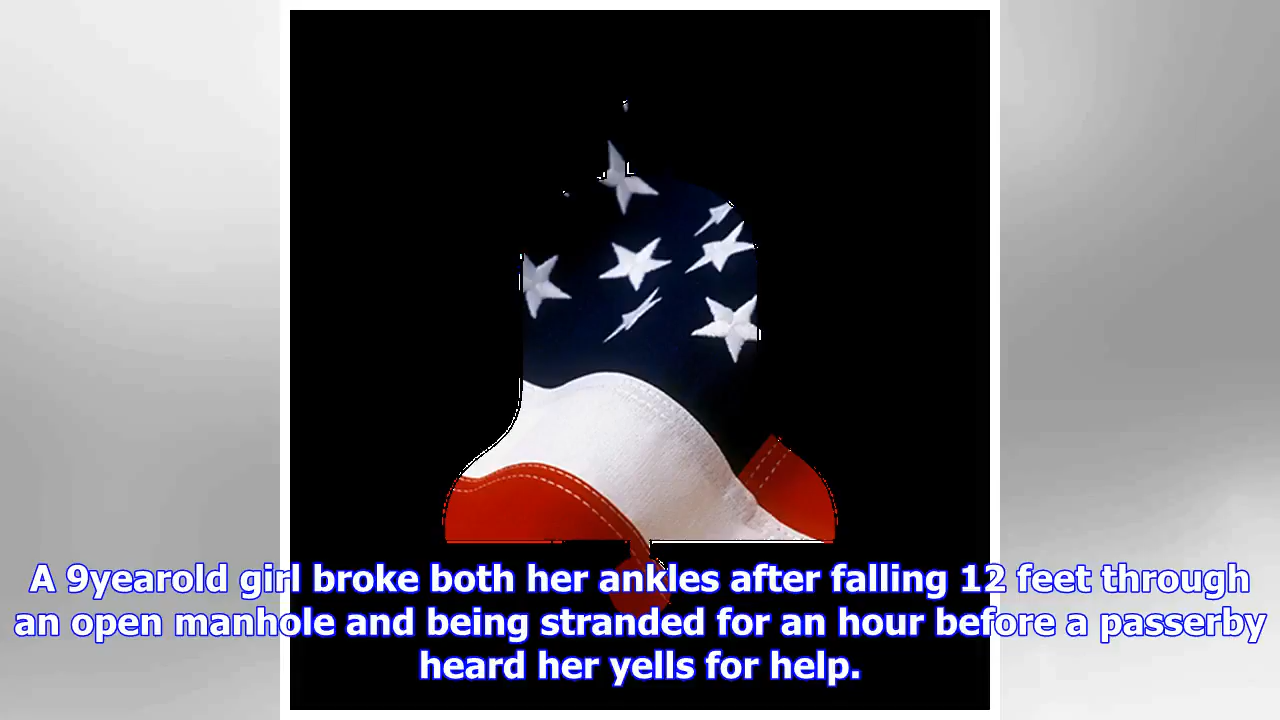 A 9yearold girl broke both her ankles after falling 12 feet through
an open manhole and being stranded for an hour before a passerby
heard her yells for help.